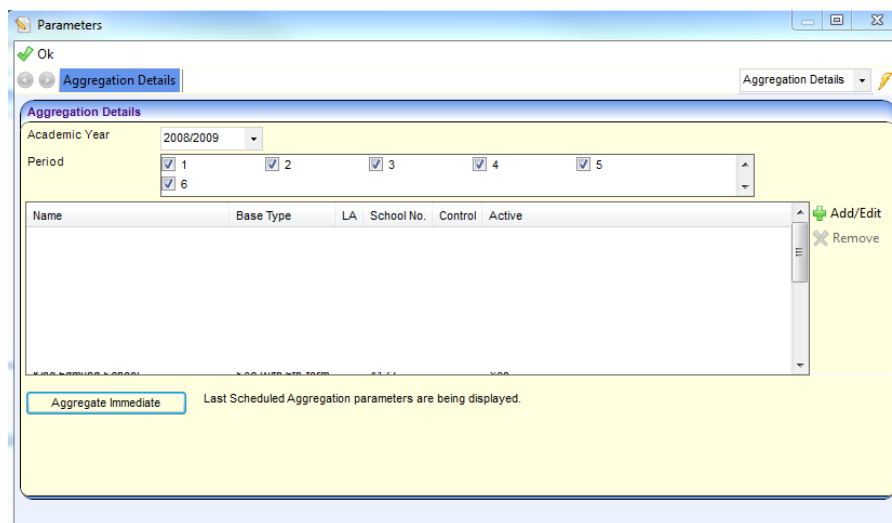 Parameters
Ok
Aggregation Details Aggregation Details
Aggregation Details
Academic Year 2008/2009
Period 1 2 3 4 5
6
Name Base Type LA School No. Control Active Add/Edit
Remove
Aggregate Immediate Last Scheduled Aggregation parameters are being displayed.